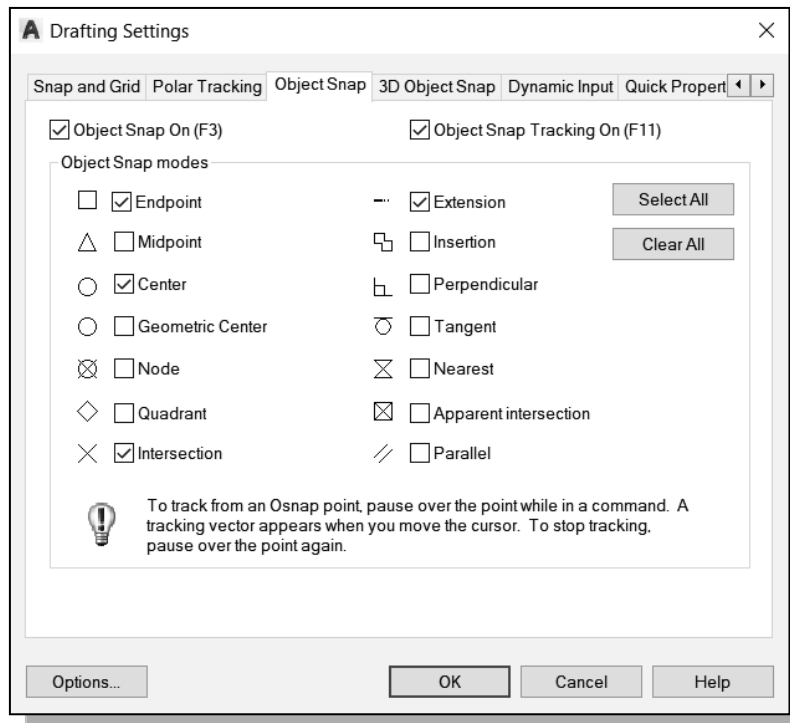 Drafting Settings
Snap and Grid Polar Tracking Object Snap 3D Object Snap Dynamic Input Quick Propert
Object Snap On (F3) Object Snap Tracking On (F11)
Object Snap modes
Endpoint Extension Select All
Midpoint Insertion Clear All
Center Perpendicular
Geometric Center Tangent
Node Nearest
Quadrant Apparent intersection
Intersection Parallel
To track from an Osnap point, pause over the point while in a command. A
tracking vector appears when you move the cursor. To stop tracking,
pause over the point again.
Options... OK Cancel Help